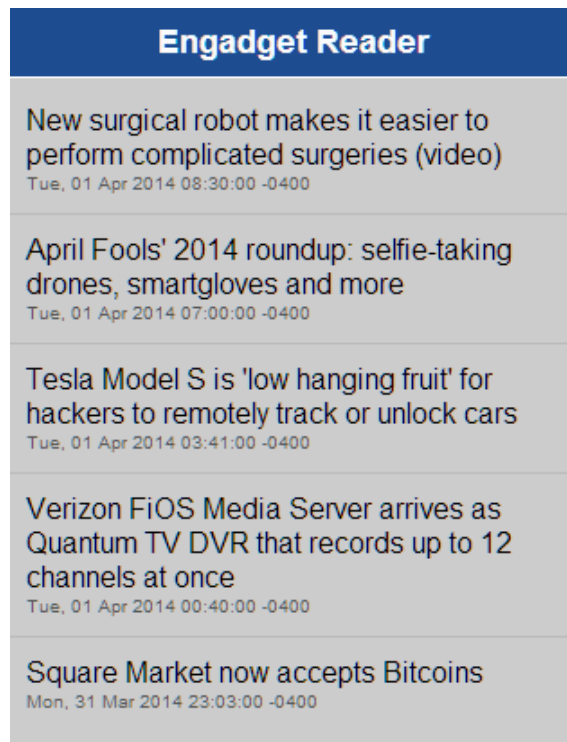 Engadget Reader
New surgical robot makes it easier to
perform complicated surgeries (video)
Tue, 01 Apr 2014 08:30:00 -0400
April Fools' 2014 roundup: selfie-taking
drones, smartgloves and more
Tue, 01 Apr 2014 07:00:00 -0400
Tesla Model S is 'low hanging fruit' for
hackers to remotely track or unlock cars
Tue, 01 Apr 2014 03:41:00 -0400
Verizon FiOS Media Server arrives as
Quantum TV DVR that records up to 12
channels at once
Tue, 01 Apr 2014 00:40:00 -0400
Square Market now accepts Bitcoins
Mon, 31 Mar 2014 23:03:00 -0400